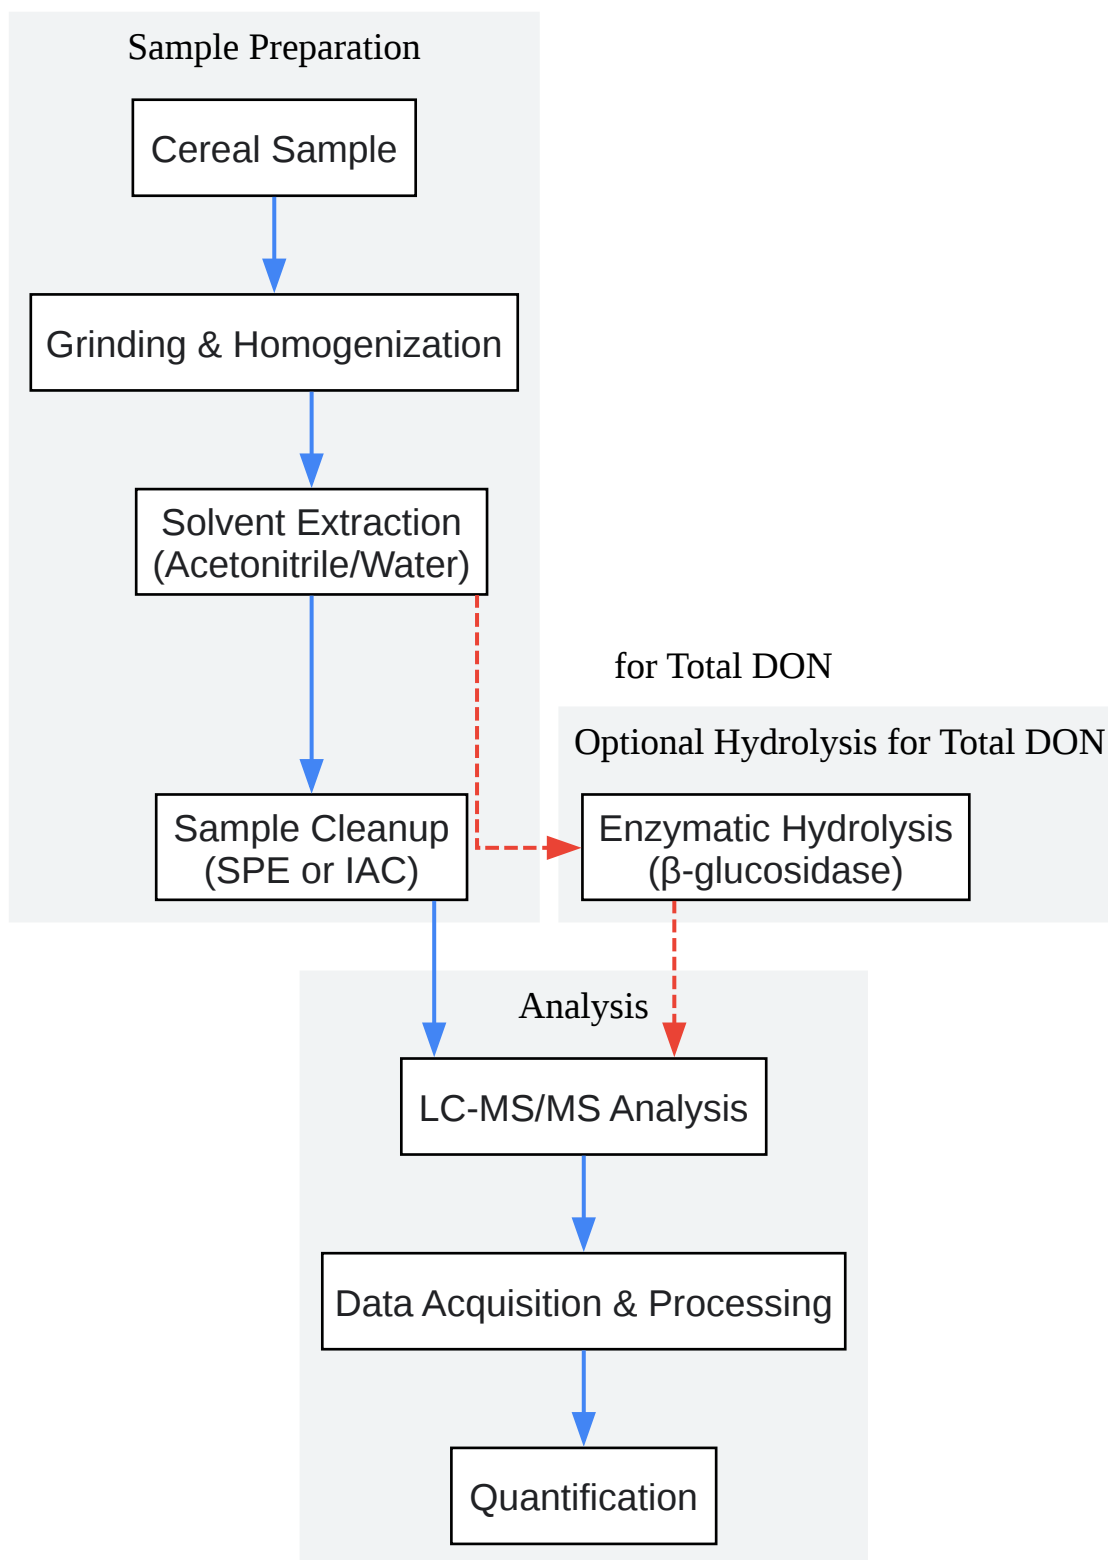 Sample Preparation
Cereal Sample
Grinding & Homogenization
Solvent Extraction
(Acetonitrile/Water)
for Total DON
Optional Hydrolysis for Total DON
Sample Cleanup
(SPE or IAC)
Enzymatic Hydrolysis
(β-glucosidase)
Analysis
LC-MS/MS Analysis
Data Acquisition & Processing
Quantification